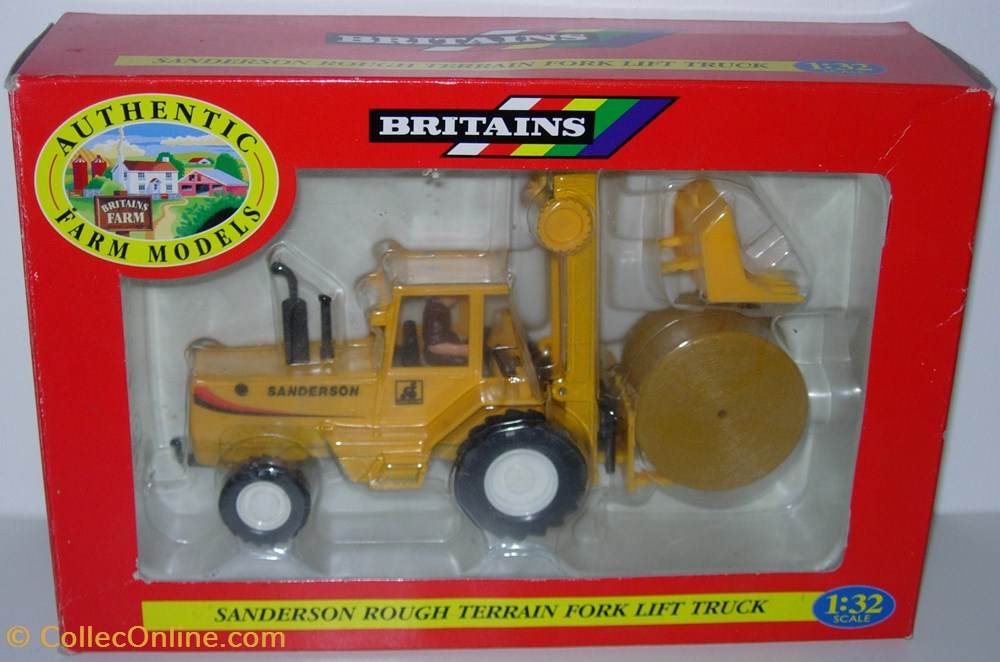 BRITAINS
SANDERSON ROUGH TERRAIN FORK LIFT TRUCK 1:32
AUTHENTIC
FARM MODELS
BRITAINS
FARM
BRITAINS
SANDERSON
SANDERSON ROUGH TERRAIN FORK LIFT TRUCK
1:32
SCALE
© CollecOnline.com